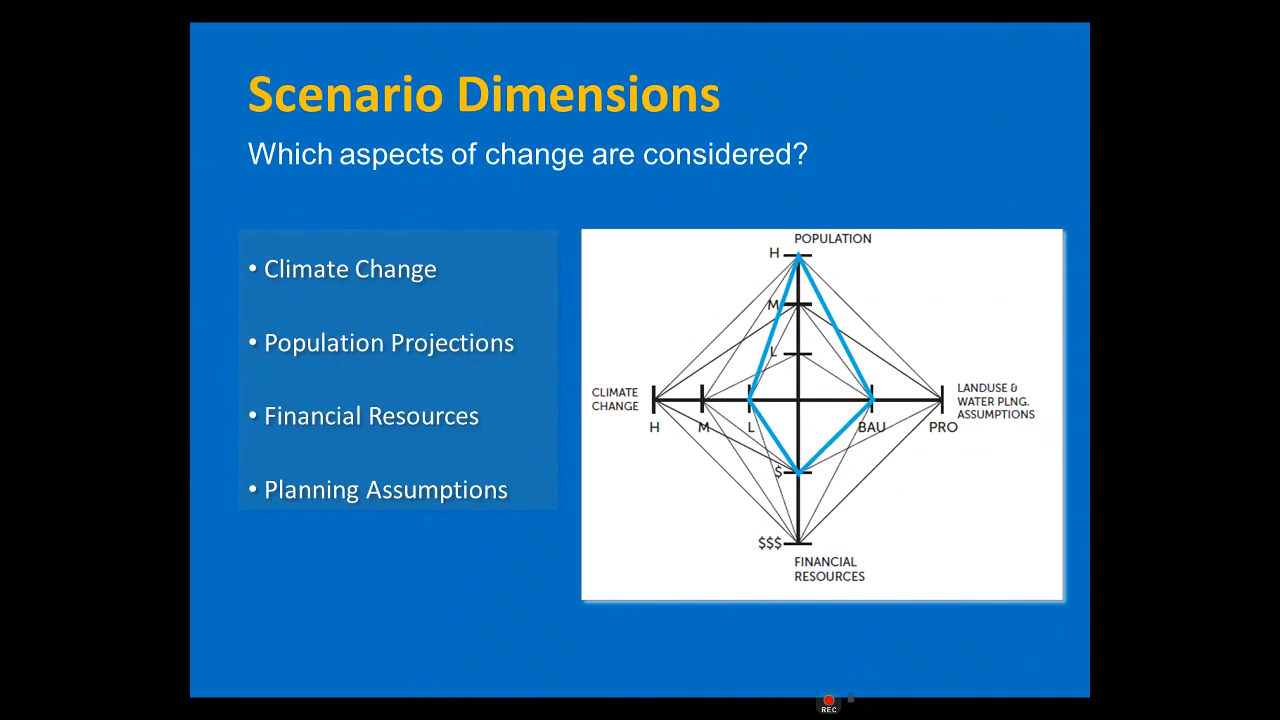 Scenario Dimensions
Which aspects of change are considered?
• Climate Change
• Population Projections
• Financial Resources
• Planning Assumptions
POPULATION
H
M
L
CLIMATE
CHANGE
LANDUSE &
WATER PLNG.
ASSUMPTIONS
H M L BAU PRO
$
$$$
FINANCIAL
RESOURCES
REC